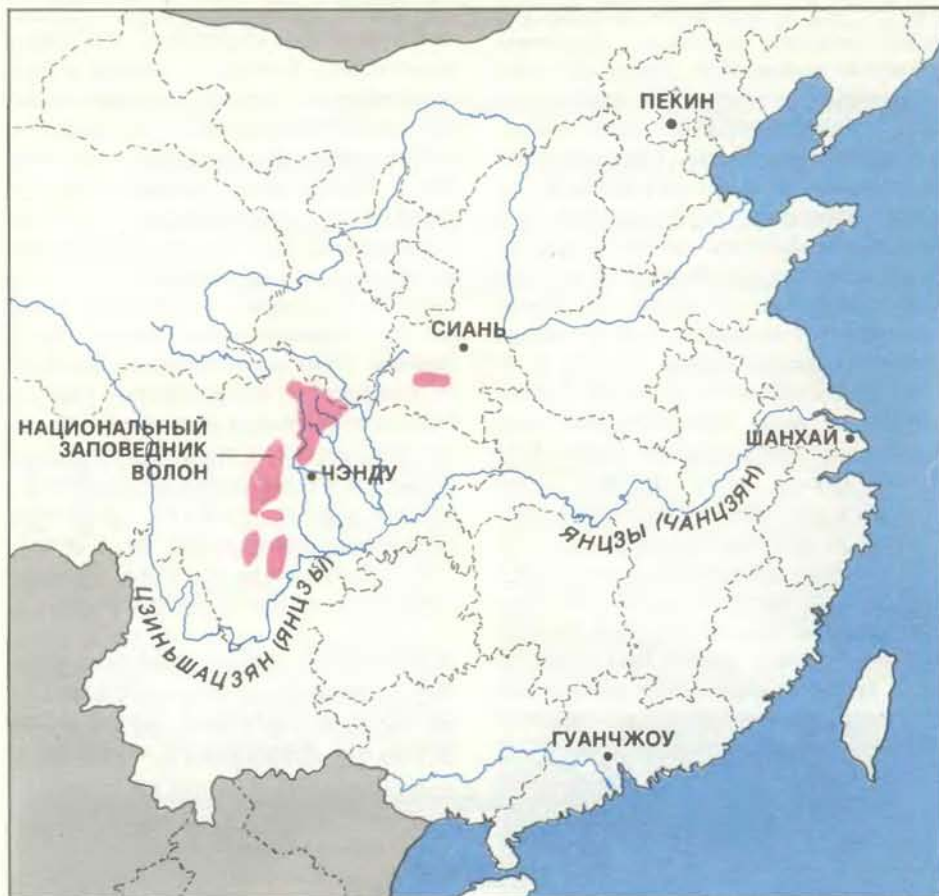 ПЕКИН
СИАНЬ
НАЦИОНАЛЬНЫЙ
ЗАПОВЕДНИК
ВОЛОН
ЧЭНДУ
ШАНХАЙ
ЯНЦЗЫ (ЧАНЦЗЯН)
ЦЗИНЬШАЦЗЯН (ЯНЦЗЫ)
ГУАНЧЖОУ